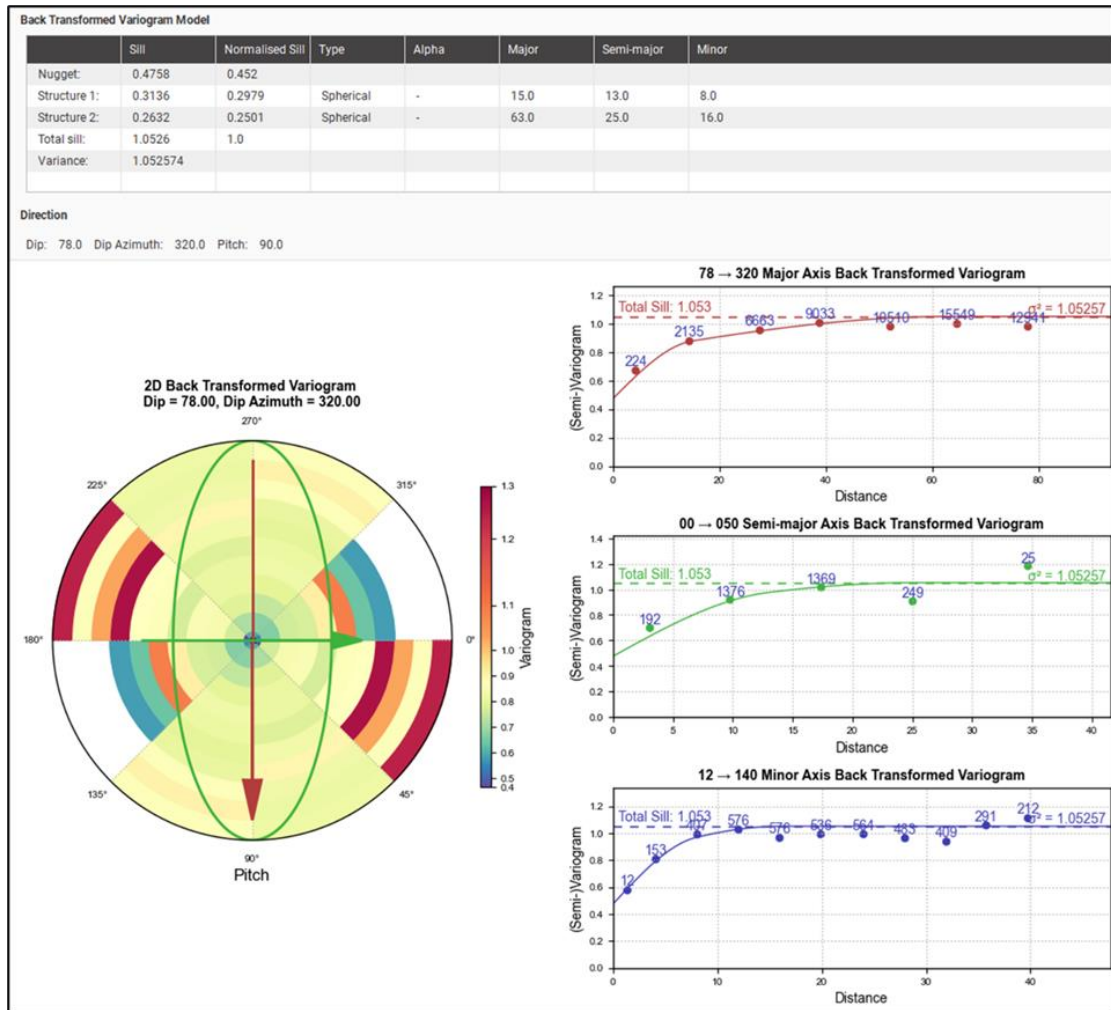 Back Transformed Variogram Model
Sill Normalised Sill Type Alpha Major Semi-major Minor
Nugget: 0.4758 0.452
Structure 1: 0.3136 0.2979 Spherical - 15.0 13.0 8.0
Structure 2: 0.2632 0.2501 Spherical - 63.0 25.0 16.0
Total sill: 1.0526 1.0
Variance: 1.052574
Direction
Dip: 78.0 Dip Azimuth: 320.0 Pitch: 90.0
2D Back Transformed Variogram
Dip = 78.00, Dip Azimuth = 320.00
270°
225° 315°
180° 0°
135° 45°
90°
Pitch
1.3
1.2
1.1
1.0
0.9
0.8
0.7
0.6
0.5
0.4
Variogram
78 → 320 Major Axis Back Transformed Variogram
Total Sill: 1.053
σ² = 1.05257
224 2135 6663 9033 10510 15549 12941
1.2
1.0
0.8
0.6
0.4
0.2
0.0
(Semi-)Variogram
0 20 40 60 80
Distance
00 → 050 Semi-major Axis Back Transformed Variogram
Total Sill: 1.053
σ² = 1.05257
192 1376 1369 249 25
1.4
1.2
1.0
0.8
0.6
0.4
0.2
0.0
(Semi-)Variogram
0 5 10 15 20 25 30 35 40
Distance
12 → 140 Minor Axis Back Transformed Variogram
Total Sill: 1.053
σ² = 1.05257
12 153 407 576 576 536 564 483 409 291 212
1.2
1.0
0.8
0.6
0.4
0.2
0.0
(Semi-)Variogram
0 10 20 30 40
Distance